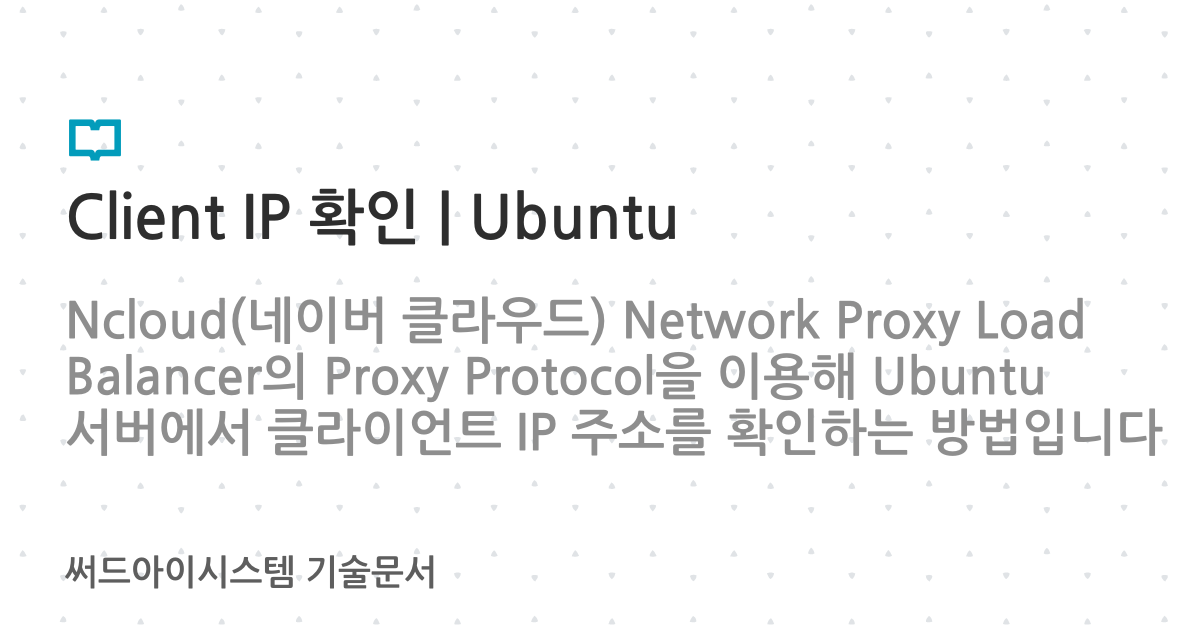 Client IP 확인 | Ubuntu
Ncloud(네이버 클라우드) Network Proxy Load
Balancer의 Proxy Protocol을 이용해 Ubuntu
서버에서 클라이언트 IP 주소를 확인하는 방법입니다
써드아이시스템 기술문서